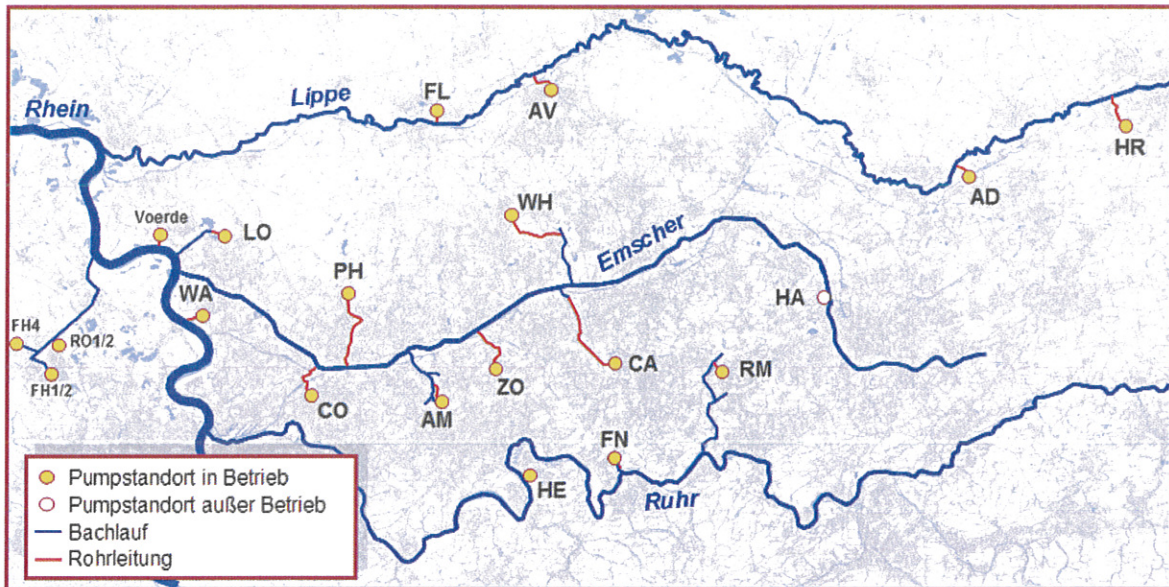 FL
AV
Lippe
Rhein
HR
AD
WH
Voerde
LO
Emscher
PH
WA
HA
FH4
RO1/2
FH1/2
CA
RM
ZO
CO
AM
FN
HE
Ruhr
Pumpstandort in Betrieb
Pumpstandort außer Betrieb
Bachlauf
Rohrleitung